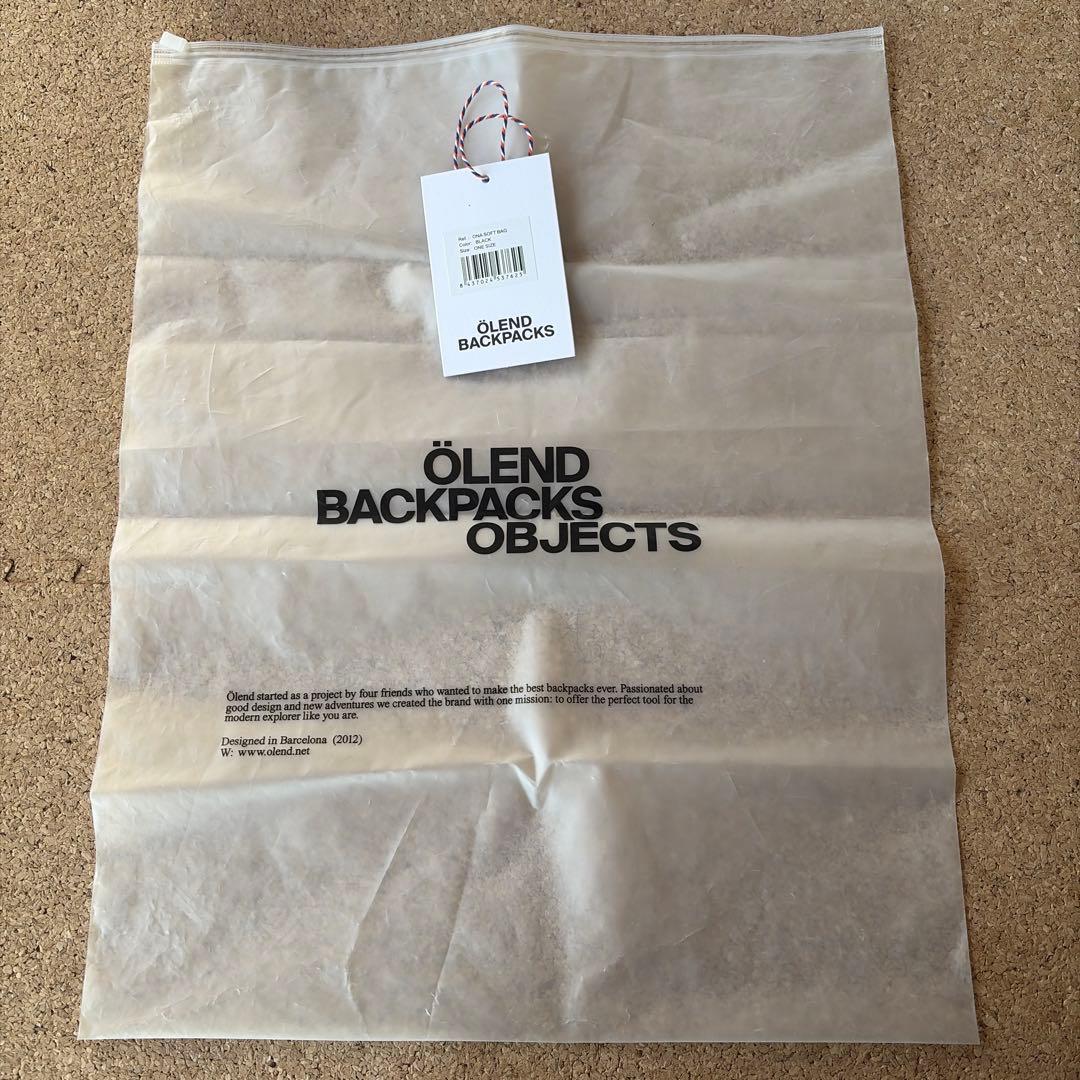 Ref.: ONA SOFT BAG
Color: BLACK
Size: ONE SIZE
8 437024 537625
ÖLEND
BACKPACKS
ÖLEND
BACKPACKS
OBJECTS
Ölend started as a project by four friends who wanted to make the best backpacks ever. Passionated about
good design and new adventures we created the brand with one mission: to offer the perfect tool for the
modern explorer like you are.
Designed in Barcelona (2012)
W: www.olend.net